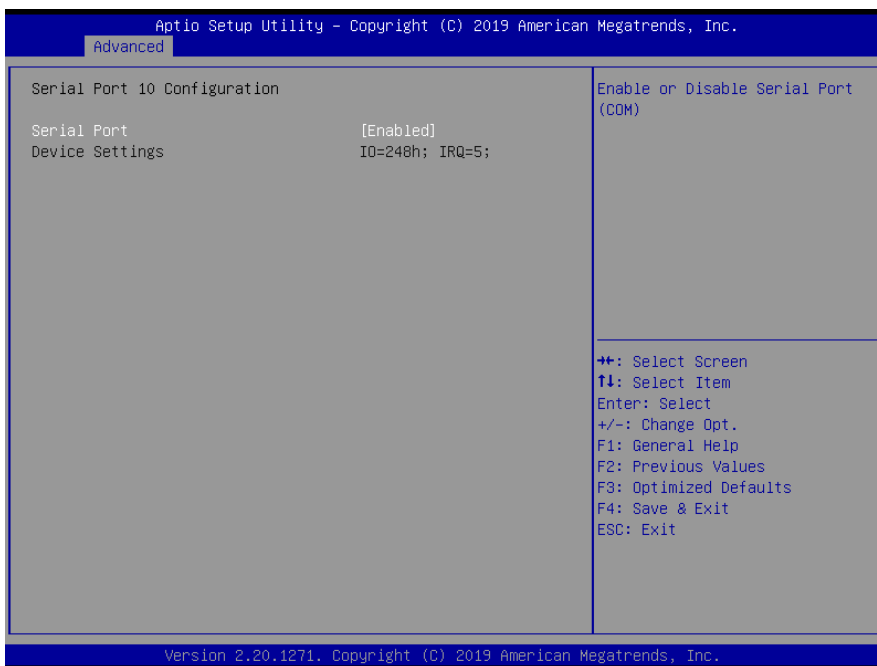 Aptio Setup Utility – Copyright (C) 2019 American Megatrends, Inc.
Advanced
Serial Port 10 Configuration
Serial Port [Enabled]
Device Settings IO=248h; IRQ=5;
Enable or Disable Serial Port
(COM)
→←: Select Screen
↑↓: Select Item
Enter: Select
+/-: Change Opt.
F1: General Help
F2: Previous Values
F3: Optimized Defaults
F4: Save & Exit
ESC: Exit
Version 2.20.1271. Copyright (C) 2019 American Megatrends, Inc.